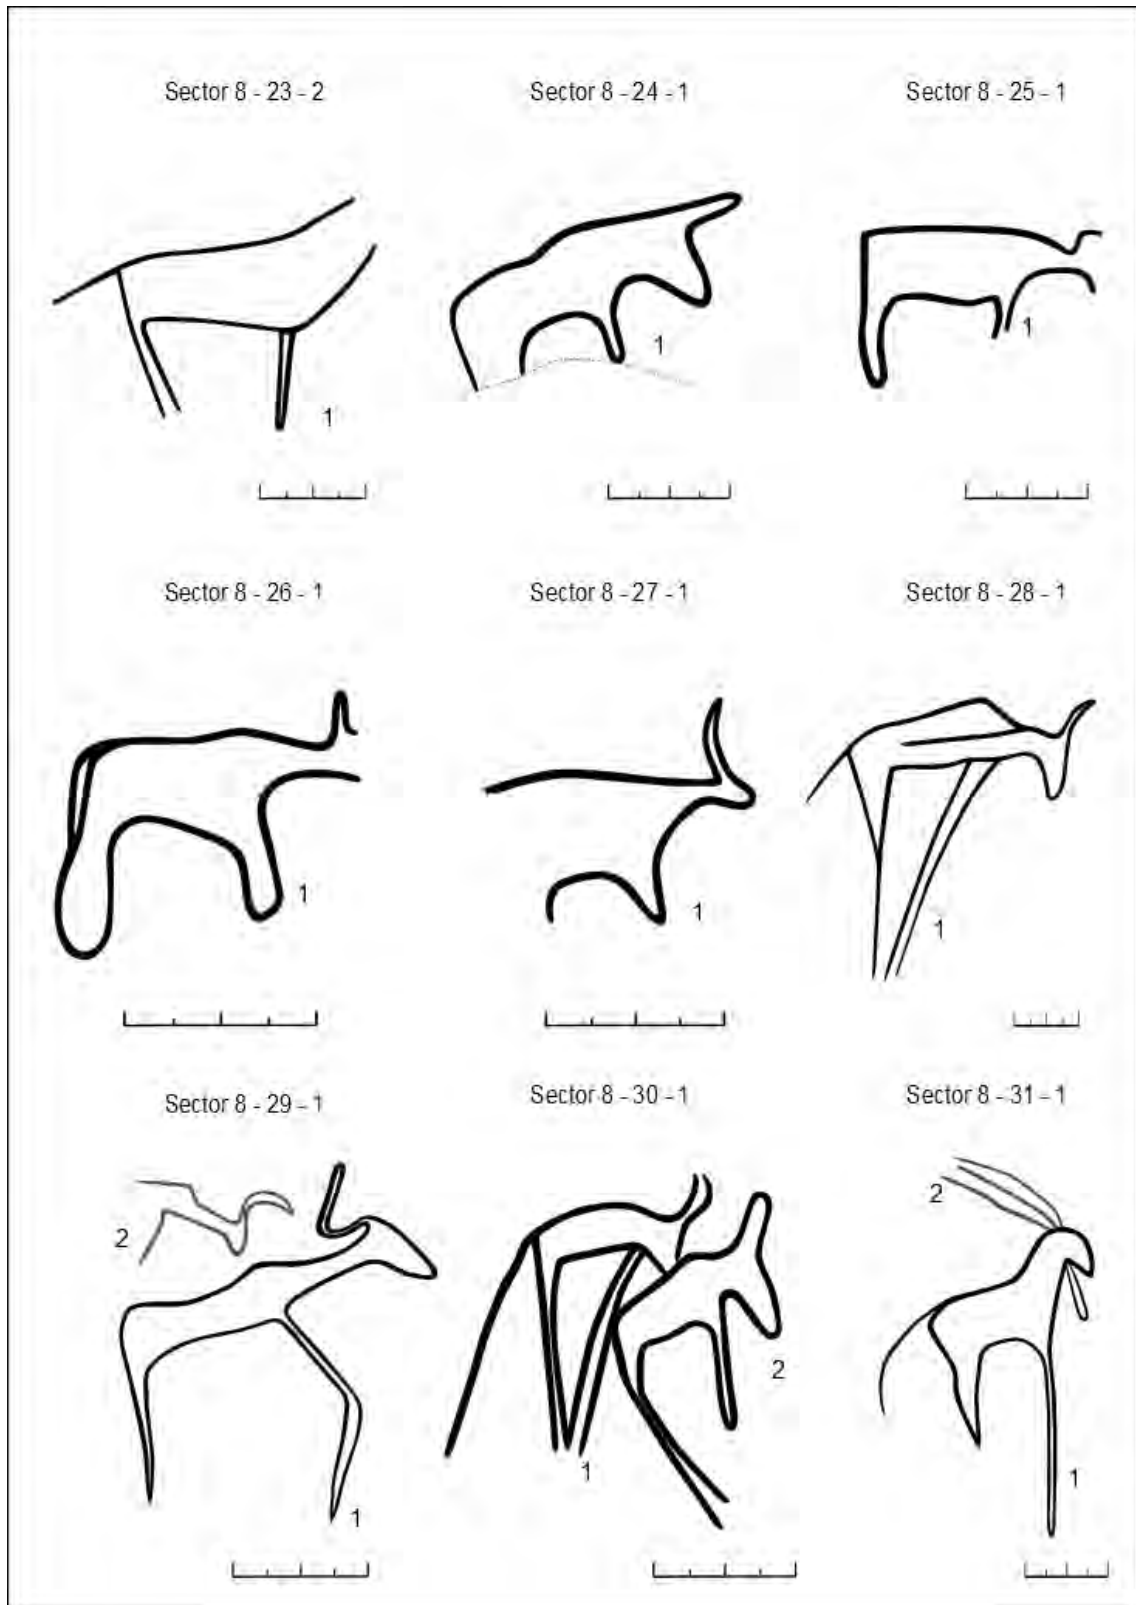 Sector 8 - 23 - 2
Sector 8 - 24 - 1
Sector 8 - 25 - 1
1
1
1
Sector 8 - 26 - 1
Sector 8 - 27 - 1
Sector 8 - 28 - 1
1
1
1
Sector 8 - 29 - 1
Sector 8 - 30 - 1
Sector 8 - 31 - 1
2
1
2
1
2
1